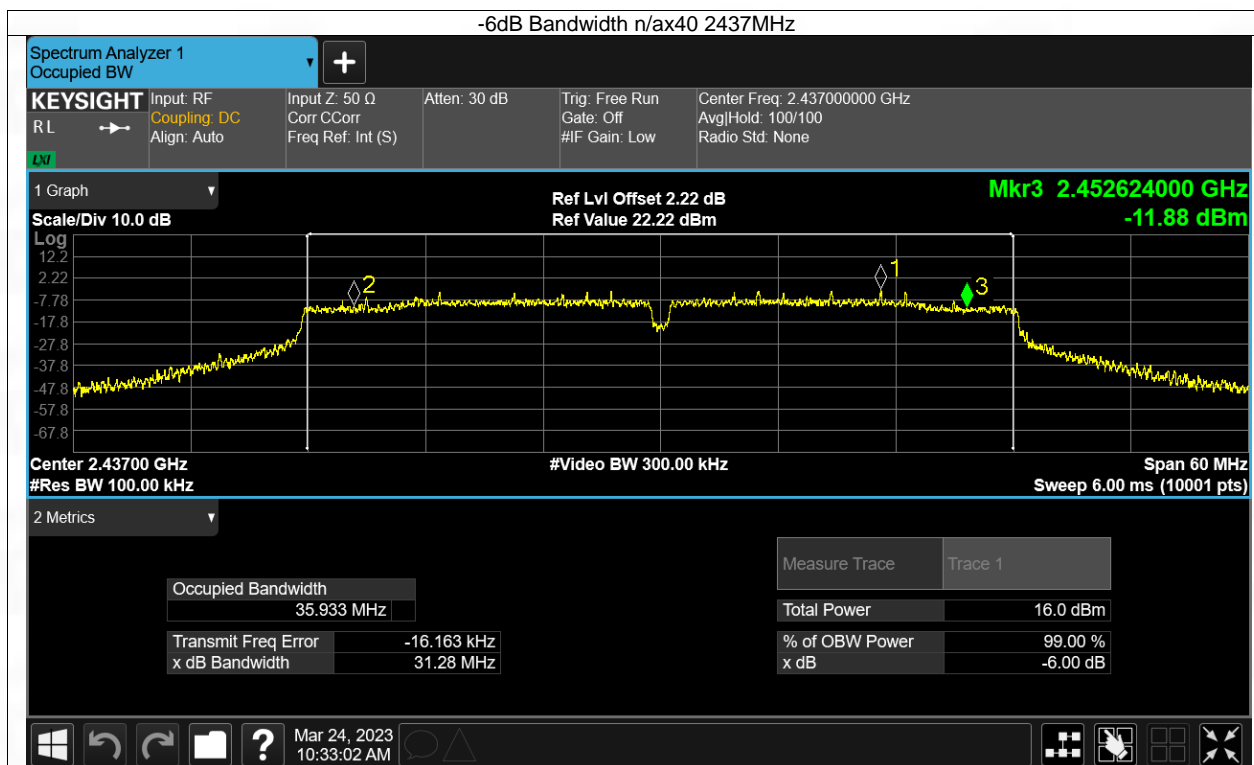 -6dB Bandwidth n/ax40 2437MHz
Spectrum Analyzer 1
Occupied BW
KEYSIGHT
RL
LXI
Input: RF
Coupling: DC
Align: Auto
Input Z: 50 Ω
Corr CCorr
Freq Ref: Int (S)
Atten: 30 dB
Trig: Free Run
Gate: Off
#IF Gain: Low
Center Freq: 2.437000000 GHz
Avg|Hold: 100/100
Radio Std: None
1 Graph
Scale/Div 10.0 dB
Ref Lvl Offset 2.22 dB
Ref Value 22.22 dBm
Mkr3 2.452624000 GHz
-11.88 dBm
Log
12.2
2.22
-7.78
-17.8
-27.8
-37.8
-47.8
-57.8
-67.8
2
1
3
Center 2.43700 GHz
#Res BW 100.00 kHz
#Video BW 300.00 kHz
Span 60 MHz
Sweep 6.00 ms (10001 pts)
2 Metrics
Occupied Bandwidth
35.933 MHz
Transmit Freq Error -16.163 kHz
x dB Bandwidth 31.28 MHz
Measure Trace Trace 1
Total Power 16.0 dBm
% of OBW Power 99.00 %
x dB -6.00 dB
?
Mar 24, 2023
10:33:02 AM